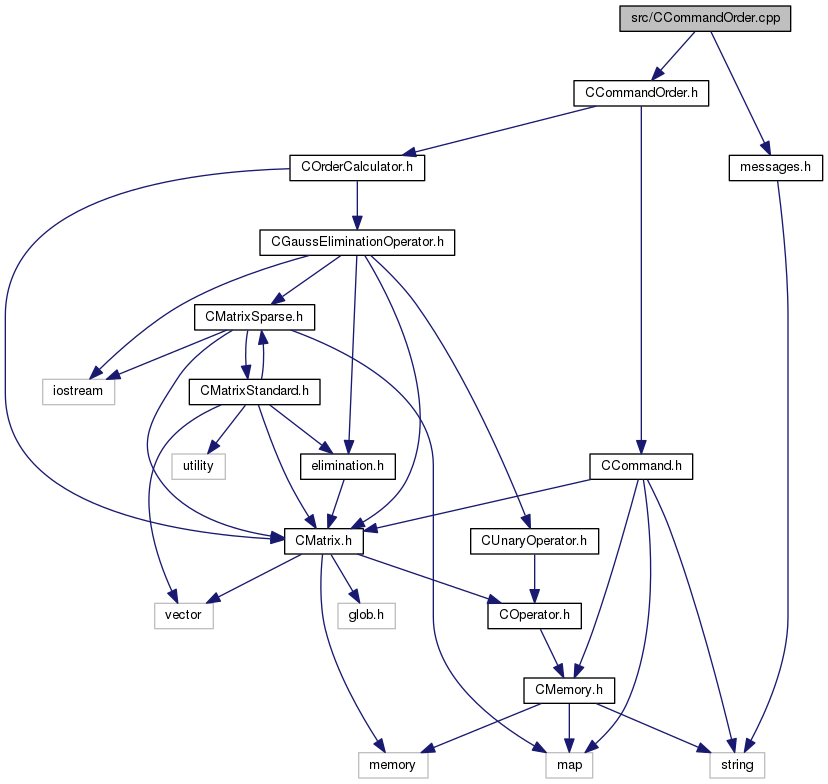 src/CCommandOrder.cpp
CCommandOrder.h
COrderCalculator.h
messages.h
CGaussEliminationOperator.h
CMatrixSparse.h
iostream
CMatrixStandard.h
utility
elimination.h
CCommand.h
CMatrix.h
CUnaryOperator.h
vector
glob.h
COperator.h
CMemory.h
memory
map
string